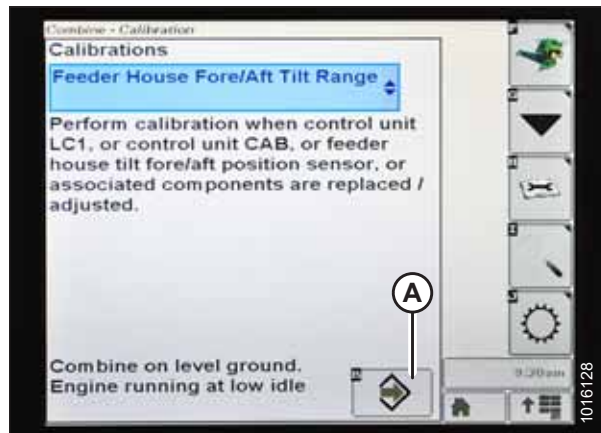 Combine - Calibration
Calibrations
Feeder House Fore/Aft Tilt Range
Perform calibration when control unit
LC1, or control unit CAB, or feeder
house tilt fore/aft position sensor, or
associated components are replaced /
adjusted.
A
Combine on level ground.
Engine running at low idle
9:20am
1016128